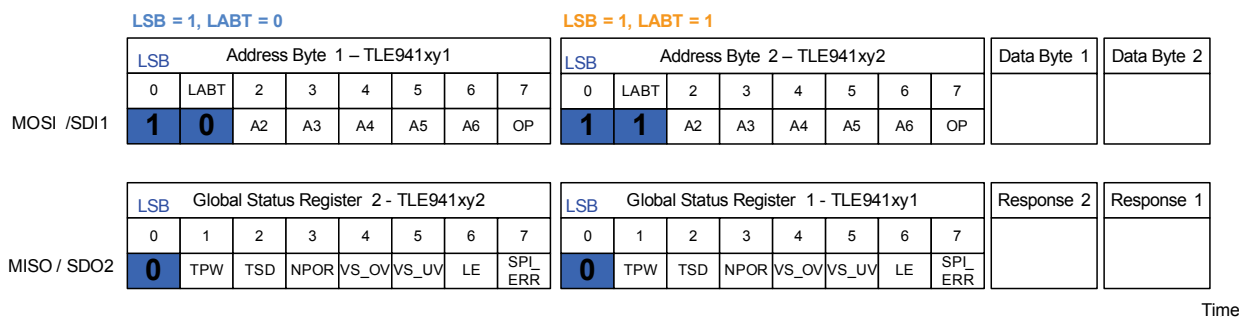 LSB = 1, LABT = 0 LSB = 1, LABT = 1
LSB Address Byte 1 – TLE941xy1 LSB Address Byte 2 – TLE941xy2 Data Byte 1 Data Byte 2
0 LABT 2 3 4 5 6 7 0 LABT 2 3 4 5 6 7
MOSI /SDI1 1 0 A2 A3 A4 A5 A6 OP 1 1 A2 A3 A4 A5 A6 OP
LSB Global Status Register 2 - TLE941xy2 LSB Global Status Register 1 - TLE941xy1 Response 2 Response 1
0 1 2 3 4 5 6 7 0 1 2 3 4 5 6 7
MISO / SDO2 0 TPW TSD NPOR VS_OV VS_UV LE SPI_ERR 0 TPW TSD NPOR VS_OV VS_UV LE SPI_ERR
Time